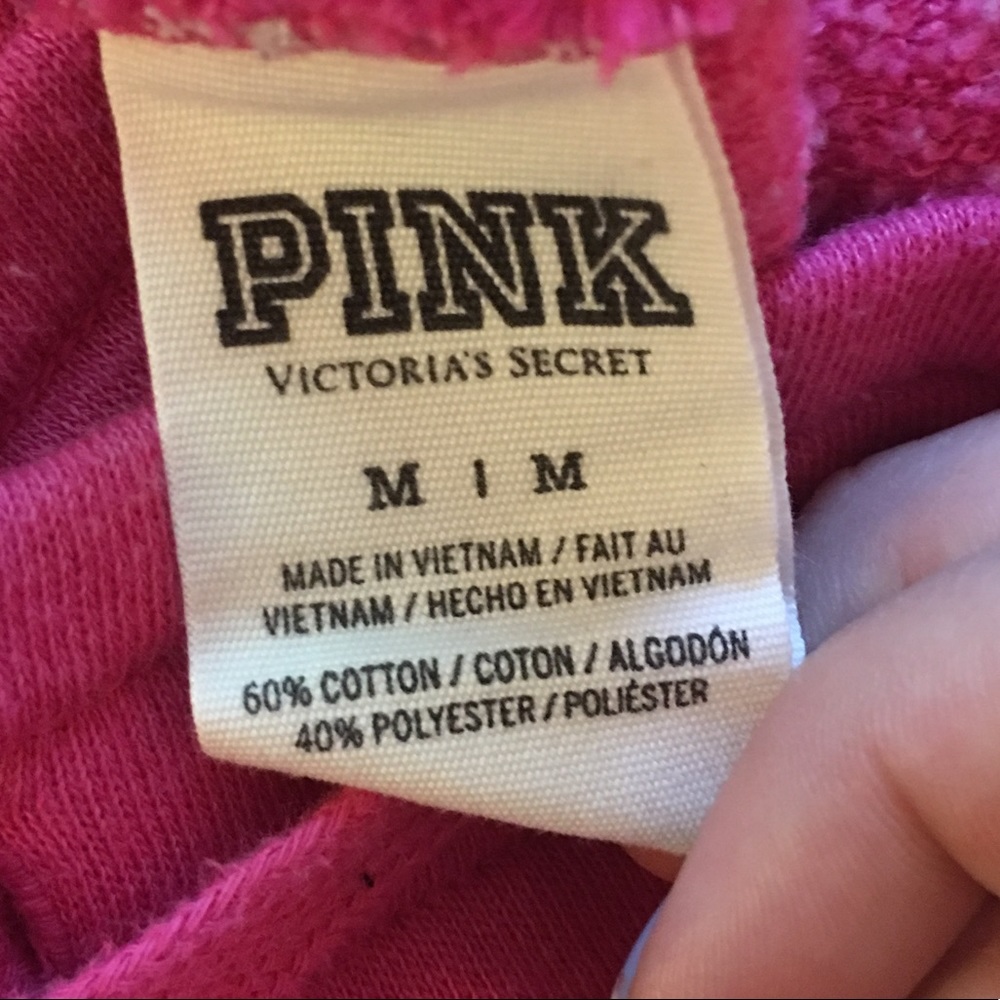 PINK
VICTORIA'S SECRET
M | M
MADE IN VIETNAM / FAIT AU
VIETNAM / HECHO EN VIETNAM
60% COTTON / COTON / ALGODÓN
40% POLYESTER / POLIÉSTER